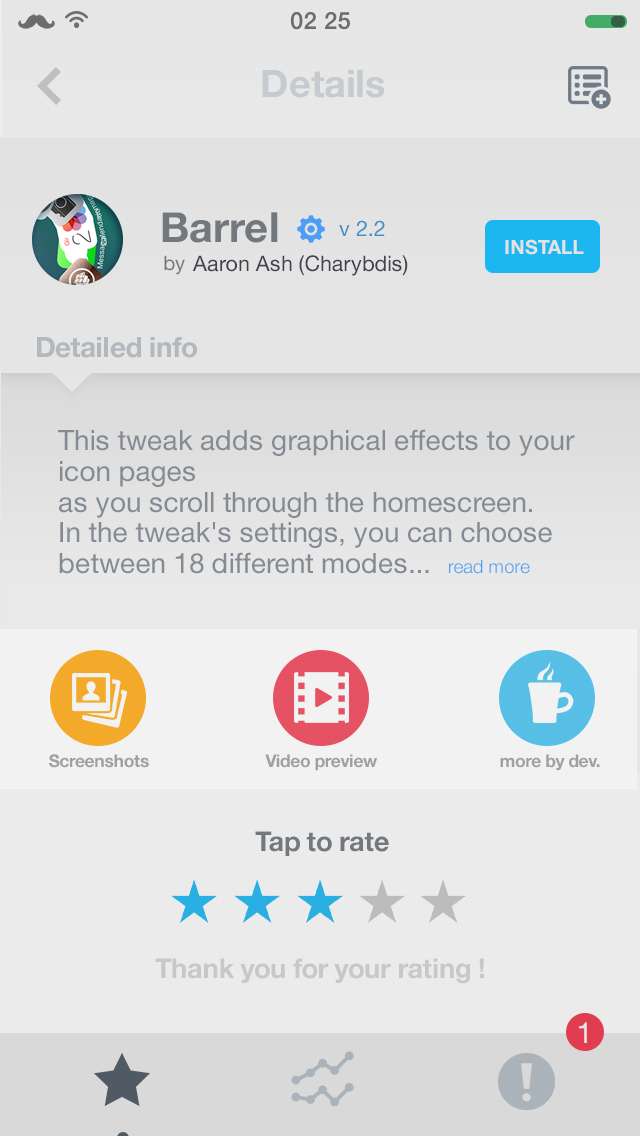 02 25
Details
Barrel v 2.2
by Aaron Ash (Charybdis)
INSTALL
Detailed info
This tweak adds graphical effects to your
icon pages
as you scroll through the homescreen.
In the tweak's settings, you can choose
between 18 different modes... read more
Screenshots
Video preview
more by dev.
Tap to rate
Thank you for your rating !
1